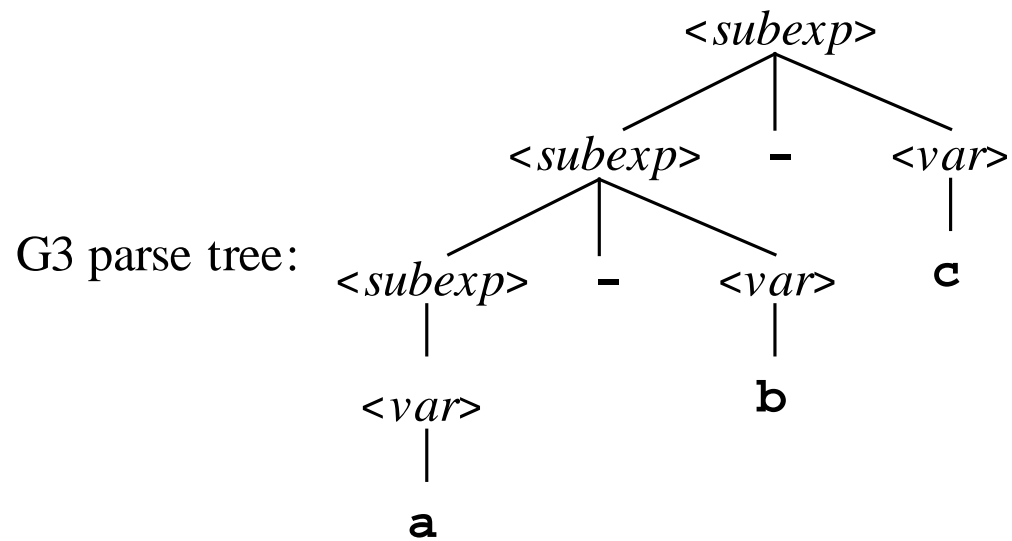 <subexp>
<subexp> - <var>
G3 parse tree: <subexp> - <var> c
<var> b
a